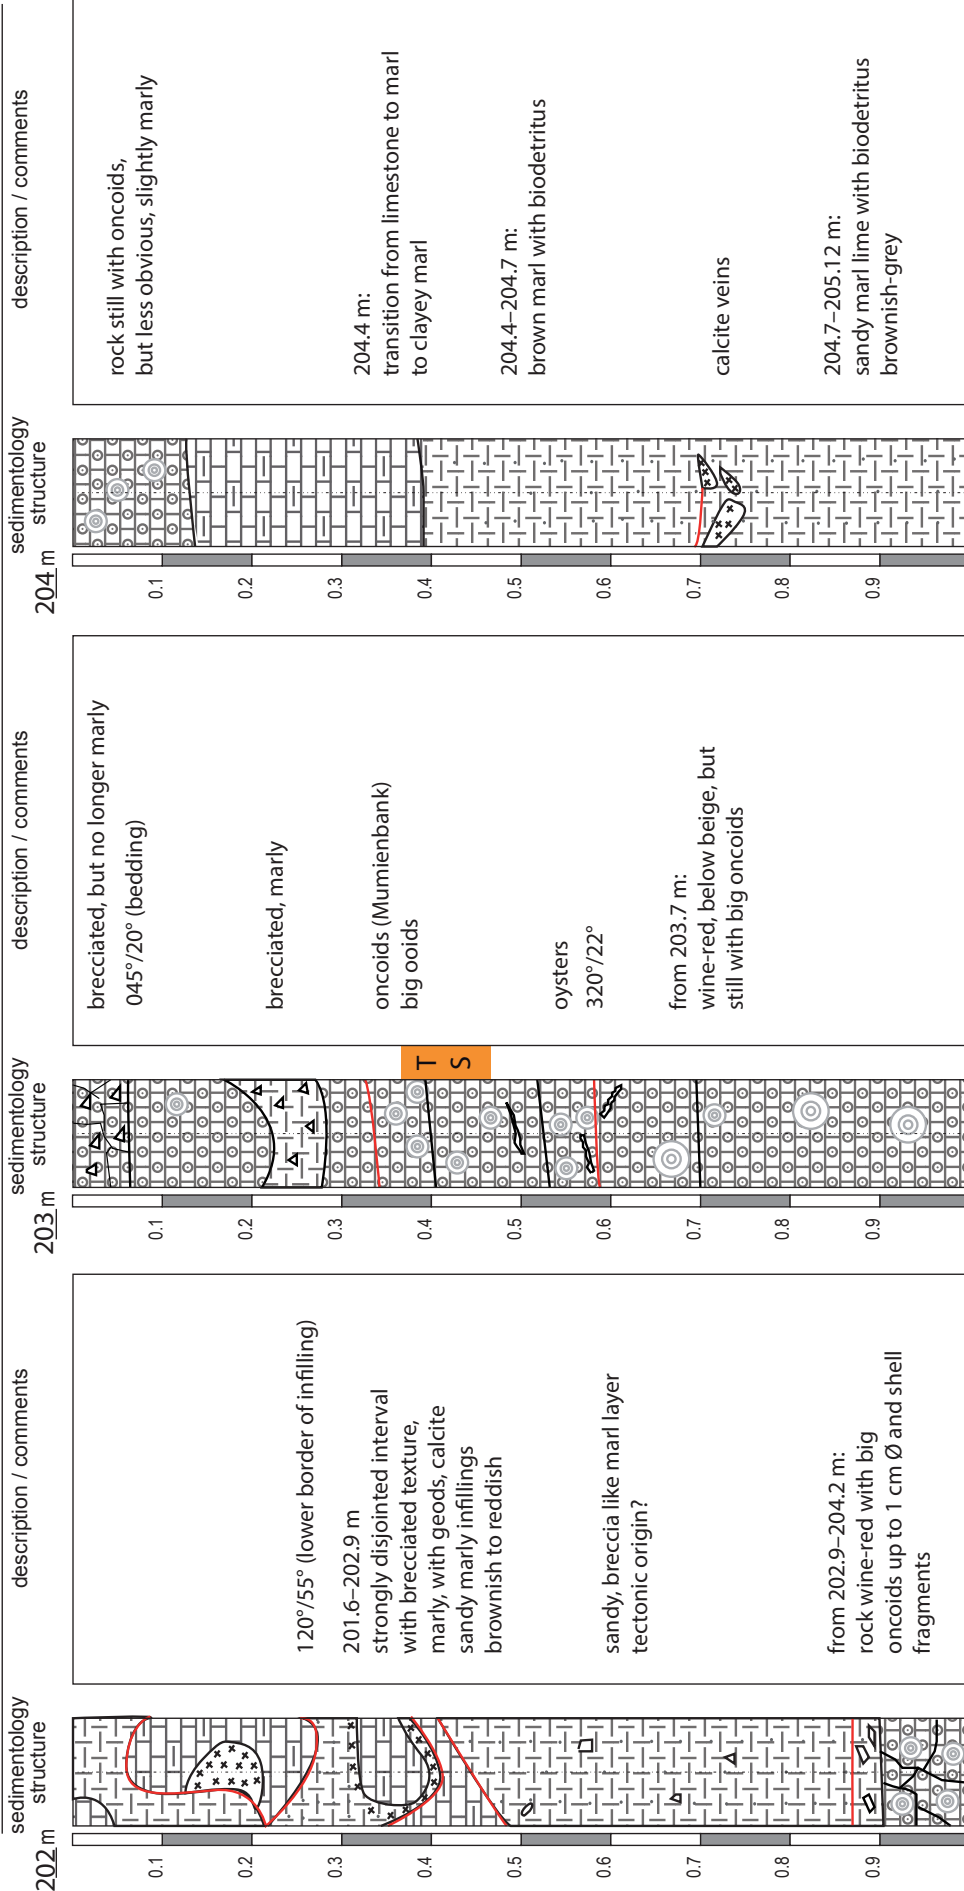 202 m
sedimentology
structure
description / comments
0.1
0.2
0.3
0.4
0.5
0.6
0.7
0.8
0.9
120°/55° (lower border of infilling)
201.6–202.9 m
strongly disjointed interval
with brecciated texture,
marly, with geods, calcite
sandy marly infillings
brownish to reddish
sandy, breccia like marl layer
tectonic origin?
from 202.9–204.2 m:
rock wine-red with big
oncoids up to 1 cm Ø and shell
fragments
203 m
sedimentology
structure
description / comments
0.1
0.2
0.3
0.4
0.5
0.6
0.7
0.8
0.9
T
S
brecciated, but no longer marly
045°/20° (bedding)
brecciated, marly
oncoids (Mumienbank)
big ooids
oysters
320°/22°
from 203.7 m:
wine-red, below beige, but
still with big oncoids
204 m
sedimentology
structure
description / comments
0.1
0.2
0.3
0.4
0.5
0.6
0.7
0.8
0.9
rock still with oncoids,
but less obvious, slightly marly
204.4 m:
transition from limestone to marl
to clayey marl
204.4–204.7 m:
brown marl with biodetritus
calcite veins
204.7–205.12 m:
sandy marl lime with biodetritus
brownish-grey